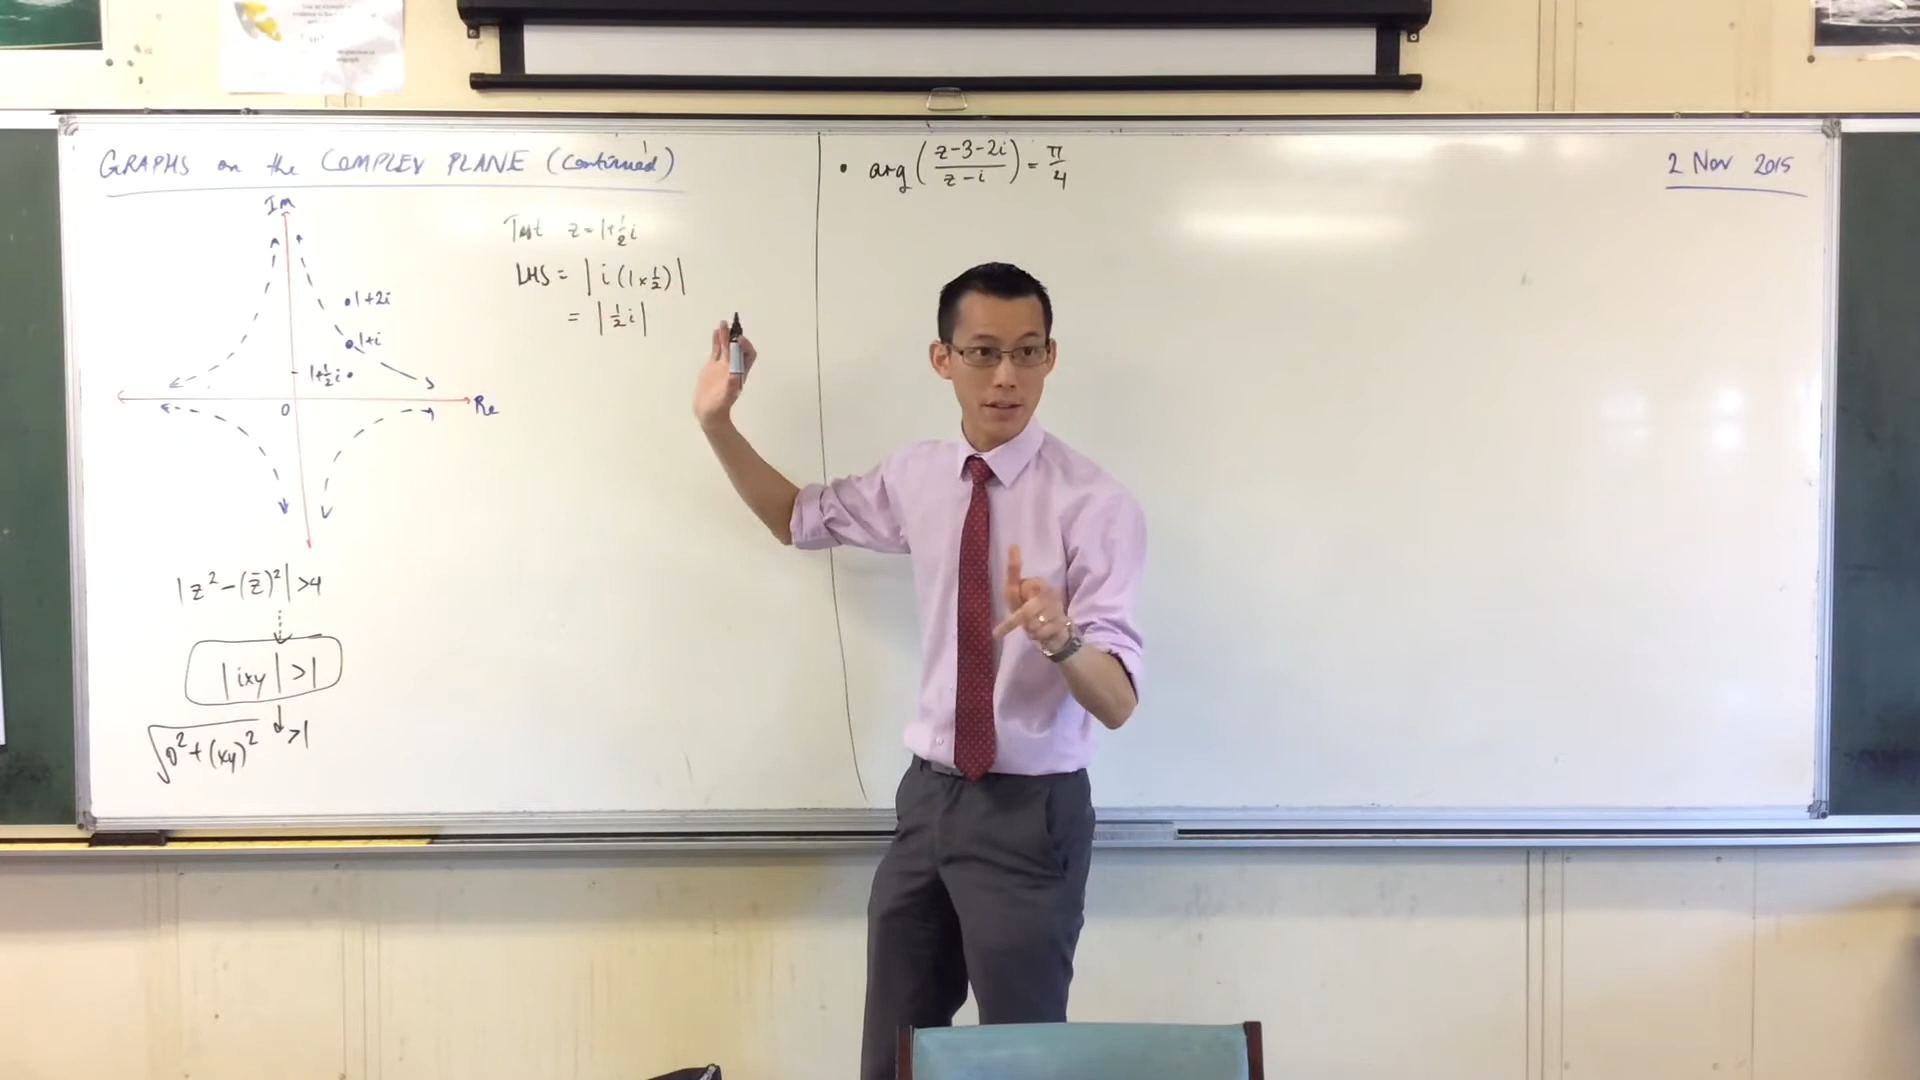 GRAPHS on the COMPLEX PLANE (continued)
Im
1+2i
1+i
1+½i
0
Re
|z²-(z̄)²|>4
|ixy|>1
√0²+(xy)² >1
Test z=1+½i
LHS = |i(1×½)|
= |½i|
• arg((z-3-2i)/(z-i)) = π/4
2 Nov 2015